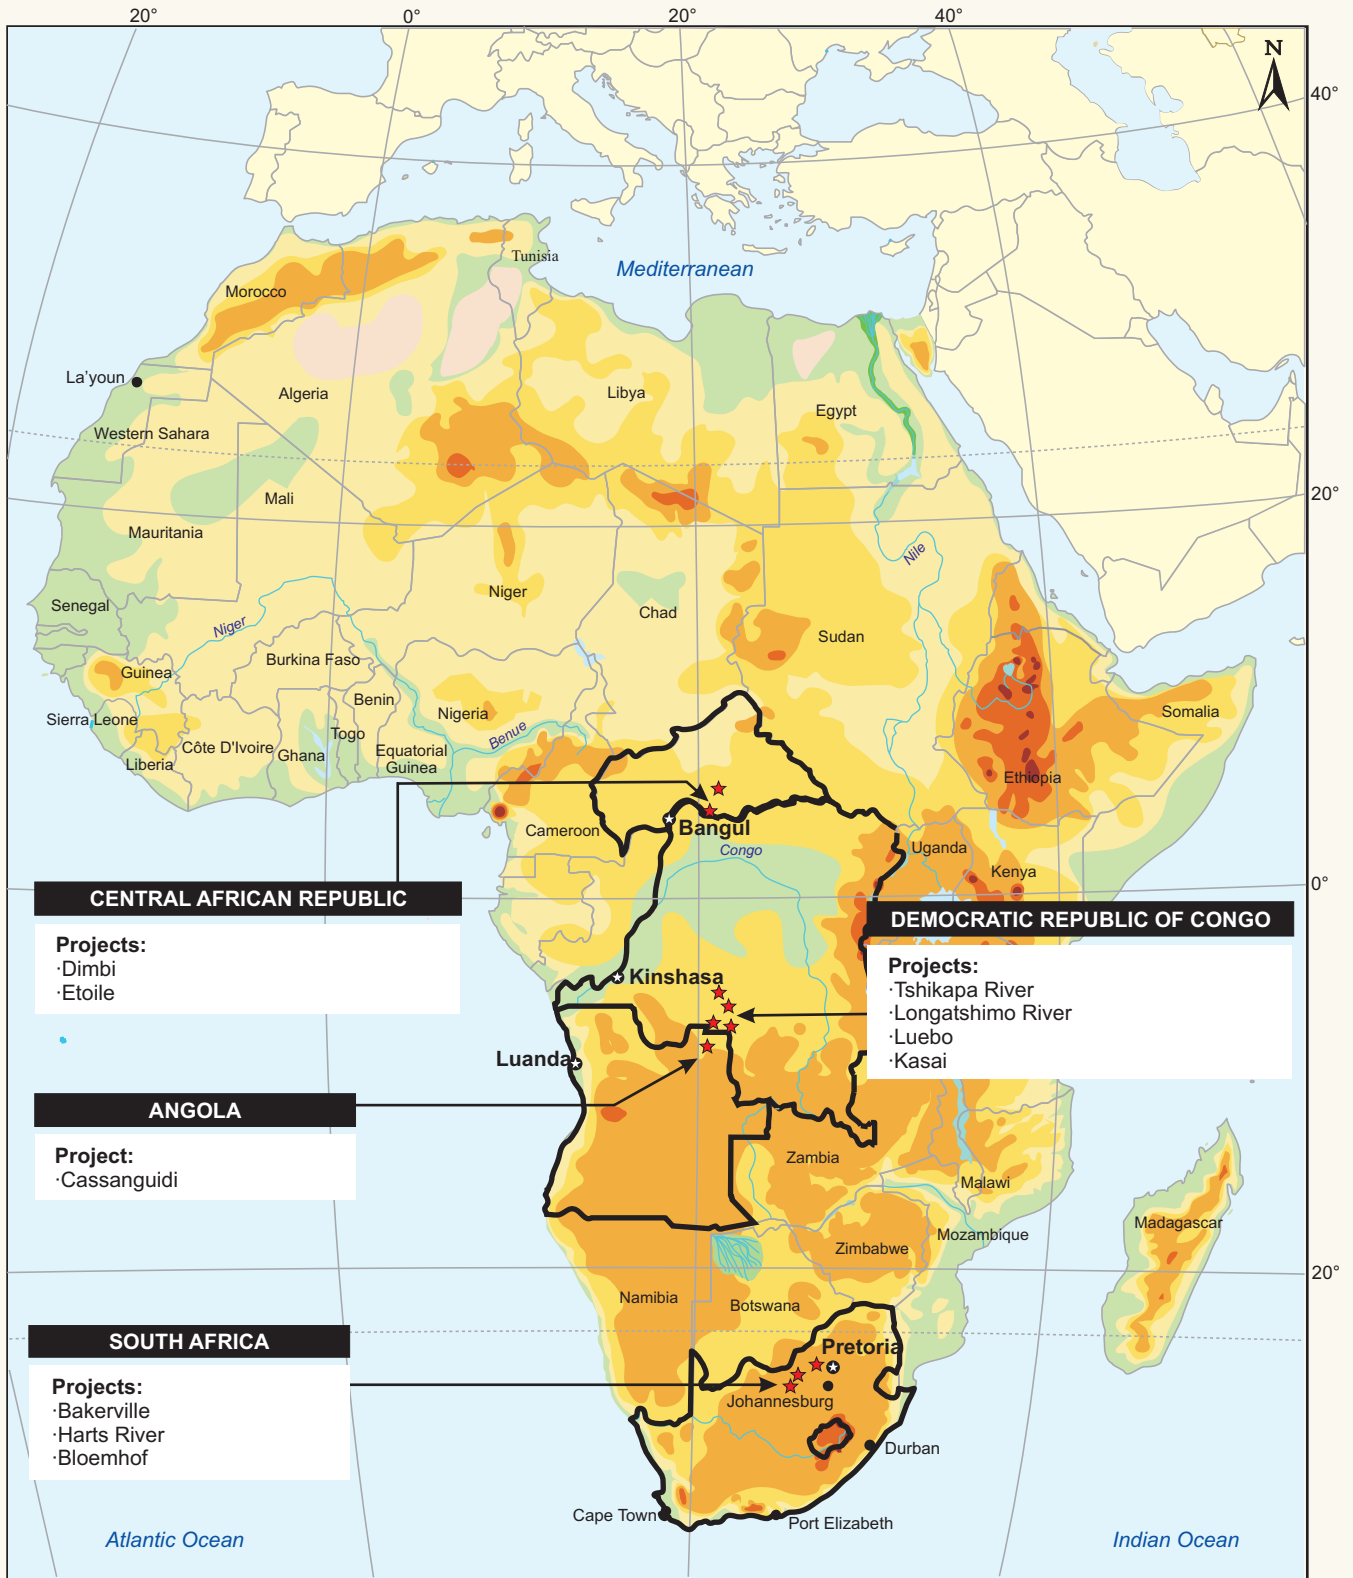 20°
0°
20°
40°
N
40°
Tunisia
Mediterranean
Morocco
La'youn
Algeria
Libya
Egypt
Western Sahara
20°
Mali
Mauritania
Nile
Niger
Senegal
Chad
Niger
Sudan
Burkina Faso
Guinea
Benin
Nigeria
Somalia
Sierra Leone
Togo
Benue
Côte D'Ivoire
Ghana
Equatorial
Guinea
Liberia
Ethiopia
Cameroon
Bangul
Congo
Uganda
Kenya
0°
CENTRAL AFRICAN REPUBLIC
Projects:
·Dimbi
·Etoile
DEMOCRATIC REPUBLIC OF CONGO
Projects:
·Tshikapa River
·Longatshimo River
·Luebo
·Kasai
Kinshasa
Luanda
ANGOLA
Project:
·Cassanguidi
Zambia
Malawi
Madagascar
Mozambique
Zimbabwe
20°
Namibia
Botswana
SOUTH AFRICA
Projects:
·Bakerville
·Harts River
·Bloemhof
Pretoria
Johannesburg
Durban
Cape Town
Port Elizabeth
Atlantic Ocean
Indian Ocean